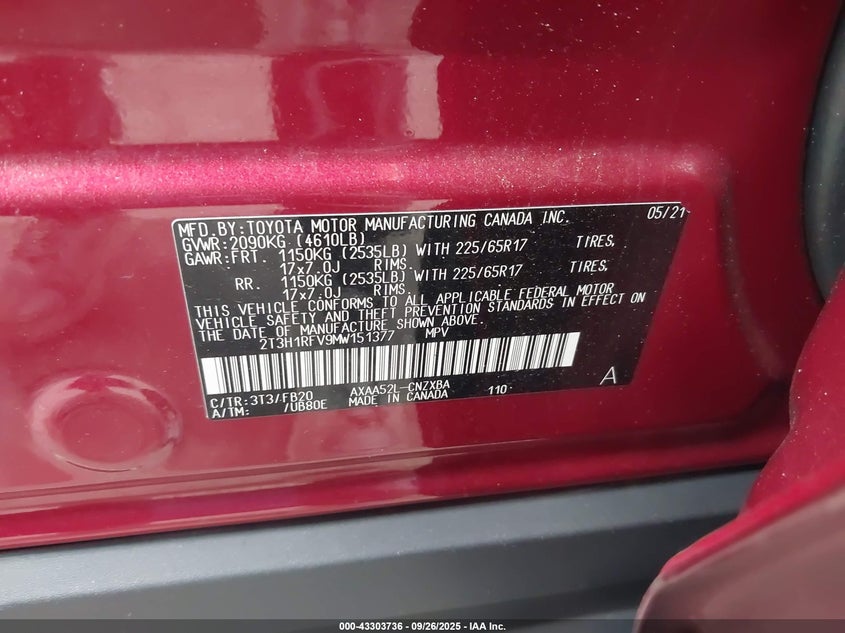 MFD.BY:TOYOTA MOTOR MANUFACTURING CANADA INC. 05/21
GVWR:2090KG (4610LB)
GAWR:FRT. 1150KG (2535LB) WITH 225/65R17 TIRES,
17x7.0J RIMS.
RR. 1150KG (2535LB) WITH 225/65R17 TIRES,
17x7.0J RIMS.
THIS VEHICLE CONFORMS TO ALL APPLICABLE FEDERAL MOTOR
VEHICLE SAFETY AND THEFT PREVENTION STANDARDS IN EFFECT ON
THE DATE OF MANUFACTURE SHOWN ABOVE.
2T3H1RFV9MW151377 MPV
C/TR:3T3/FB20 AXAA52L-CNZXBA 110 A
A/TM: /UB80E MADE IN CANADA
000-43303736 - 09/26/2025 - IAA Inc.